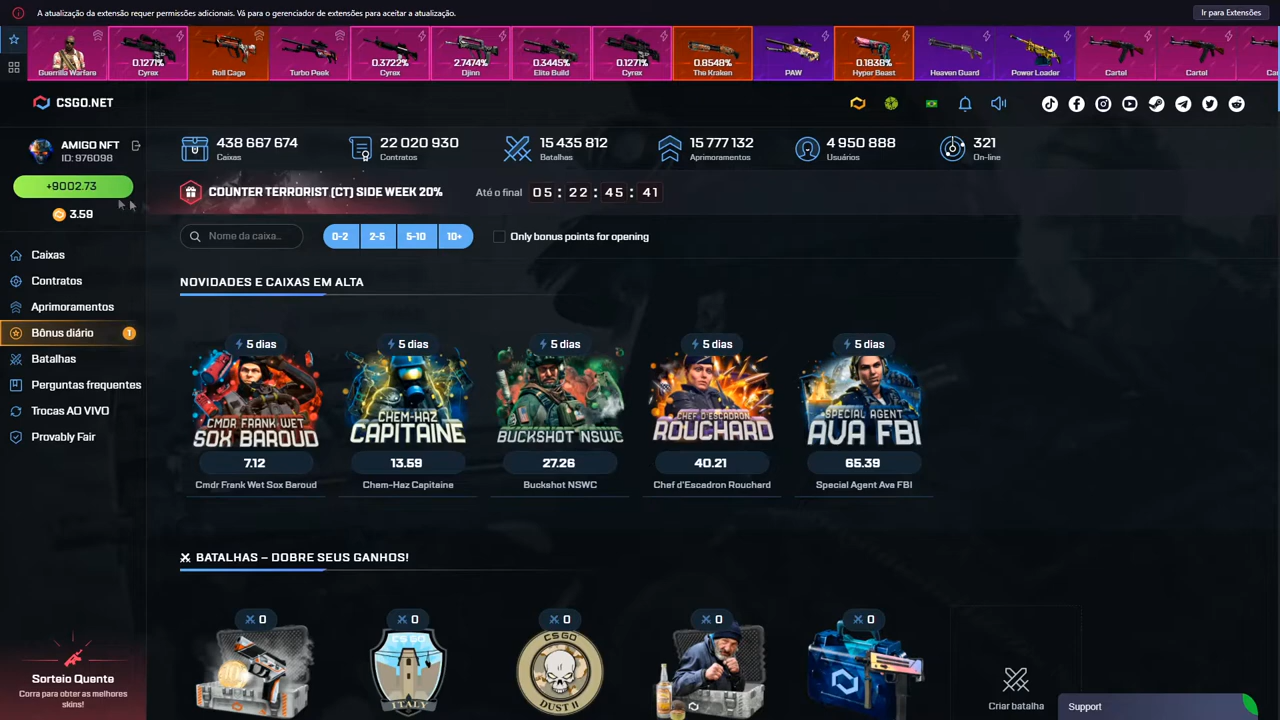 A atualização da extensão requer permissões adicionais. Vá para o gerenciador de extensões para aceitar a atualização.
Ir para Extensões
Guerrilla Warfare
0.1271%
Cyrex
Roll Cage
Turbo Peek
0.3722%
Cyrex
2.7474%
Djinn
0.3445%
Elite Build
0.1271%
Cyrex
0.8548%
The Kraken
PAW
0.1838%
Hyper Beast
Heaven Guard
Power Loader
Cartel
Cartel
CSGO.NET
AMIGO NFT
ID: 976098
+9002.73
3.59
438 667 674
Caixas
22 020 930
Contratos
15 435 812
Batalhas
15 777 132
Aprimoramentos
4 950 888
Usuários
321
On-line
COUNTER TERRORIST (CT) SIDE WEEK 20%
Até o final
05 : 22 : 45 : 41
Nome da caixa...
0-2
2-5
5-10
10+
Only bonus points for opening
Caixas
Contratos
Aprimoramentos
Bônus diário
1
Batalhas
Perguntas frequentes
Trocas AO VIVO
Provably Fair
NOVIDADES E CAIXAS EM ALTA
5 dias
CMDR FRANK WET
SOX BAROUD
7.12
Cmdr Frank Wet Sox Baroud
5 dias
CHEM-HAZ
CAPITAINE
13.59
Chem-Haz Capitaine
5 dias
BUCKSHOT NSWC
27.26
Buckshot NSWC
5 dias
CHEF D'ESCADRON
ROUCHARD
40.21
Chef d'Escadron Rouchard
5 dias
SPECIAL AGENT
AVA FBI
65.39
Special Agent Ava FBI
BATALHAS – DOBRE SEUS GANHOS!
0
0
CS GO
ITALY
0
CS GO
DUST II
0
0
Criar batalha
Sorteio Quente
Corra para obter as melhores
skins!
Support